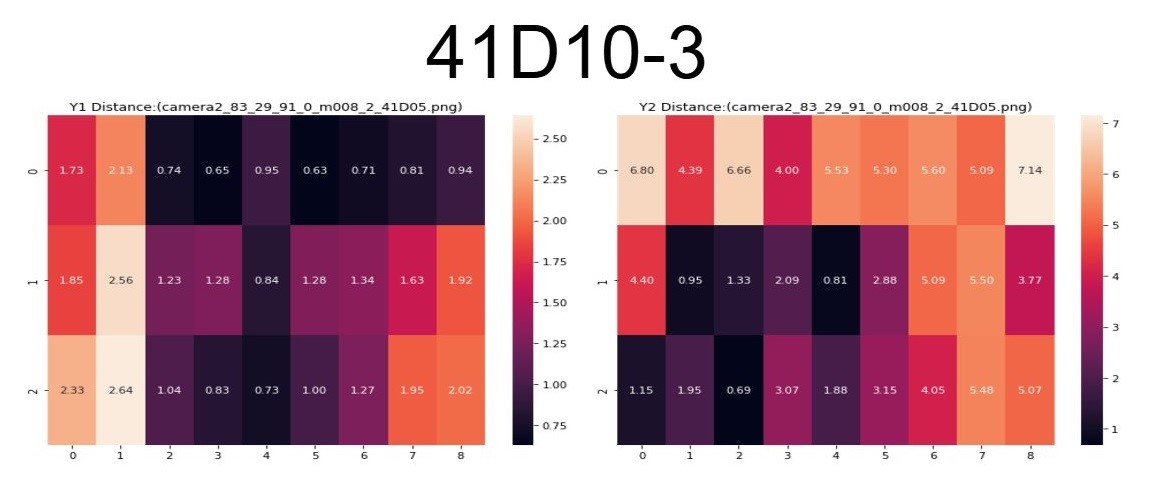 41D10-3
Y1 Distance:(camera2_83_29_91_0_m008_2_41D05.png)
0 1.73 2.13 0.74 0.65 0.95 0.63 0.71 0.81 0.94
1 1.85 2.56 1.23 1.28 0.84 1.28 1.34 1.63 1.92
2 2.33 2.64 1.04 0.83 0.73 1.00 1.27 1.95 2.02
0 1 2 3 4 5 6 7 8
2.50
2.25
2.00
1.75
1.50
1.25
1.00
0.75
Y2 Distance:(camera2_83_29_91_0_m008_2_41D05.png)
0 6.80 4.39 6.66 4.00 5.53 5.30 5.60 5.09 7.14
1 4.40 0.95 1.33 2.09 0.81 2.88 5.09 5.50 3.77
2 1.15 1.95 0.69 3.07 1.88 3.15 4.05 5.48 5.07
0 1 2 3 4 5 6 7 8
7
6
5
4
3
2
1